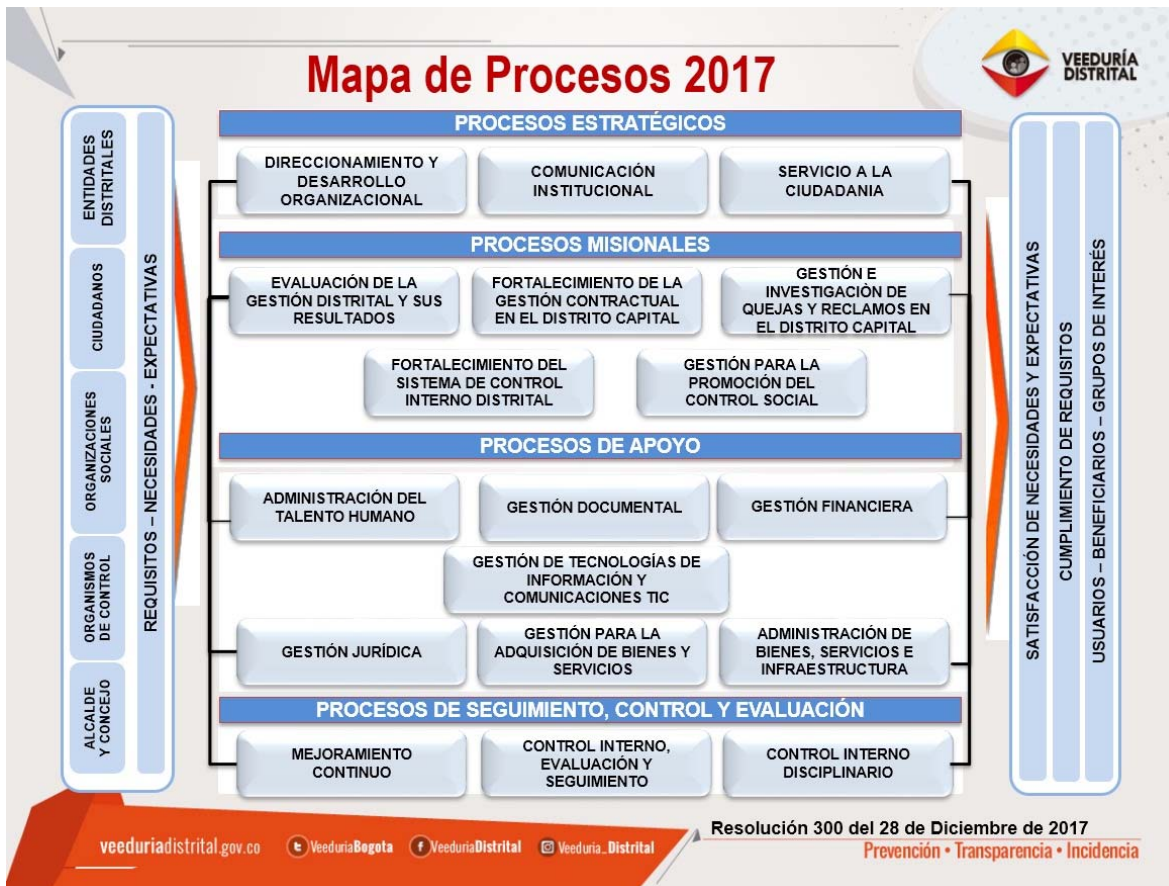 Mapa de Procesos 2017
VEEDURÍA
DISTRITAL
ENTIDADES
DISTRITALES
CIUDADANOS
ORGANIZACIONES
SOCIALES
ORGANISMOS
DE CONTROL
ALCALDE
Y CONCEJO
REQUISITOS – NECESIDADES - EXPECTATIVAS
PROCESOS ESTRATÉGICOS
DIRECCIONAMIENTO Y
DESARROLLO
ORGANIZACIONAL
COMUNICACIÓN
INSTITUCIONAL
SERVICIO A LA
CIUDADANIA
PROCESOS MISIONALES
EVALUACIÓN DE LA
GESTIÓN DISTRITAL Y SUS
RESULTADOS
FORTALECIMIENTO DE LA
GESTIÓN CONTRACTUAL
EN EL DISTRITO CAPITAL
GESTIÓN E
INVESTIGACIÒN DE
QUEJAS Y RECLAMOS EN
EL DISTRITO CAPITAL
FORTALECIMIENTO DEL
SISTEMA DE CONTROL
INTERNO DISTRITAL
GESTIÓN PARA LA
PROMOCIÓN DEL
CONTROL SOCIAL
PROCESOS DE APOYO
ADMINISTRACIÓN DEL
TALENTO HUMANO
GESTIÓN DOCUMENTAL
GESTIÓN FINANCIERA
GESTIÓN DE TECNOLOGÍAS DE
INFORMACIÓN Y
COMUNICACIONES TIC
GESTIÓN JURÍDICA
GESTIÓN PARA LA
ADQUISICIÓN DE BIENES Y
SERVICIOS
ADMINISTRACIÓN DE
BIENES, SERVICIOS E
INFRAESTRUCTURA
PROCESOS DE SEGUIMIENTO, CONTROL Y EVALUACIÓN
MEJORAMIENTO
CONTINUO
CONTROL INTERNO,
EVALUACIÓN Y
SEGUIMIENTO
CONTROL INTERNO
DISCIPLINARIO
SATISFACCIÓN DE NECESIDADES Y EXPECTATIVAS
CUMPLIMIENTO DE REQUISITOS
USUARIOS – BENEFICIARIOS – GRUPOS DE INTERÉS
Resolución 300 del 28 de Diciembre de 2017
veeduriadistrital.gov.co
VeeduriaBogota
VeeduriaDistrital
Veeduria_Distrital
Prevención • Transparencia • Incidencia